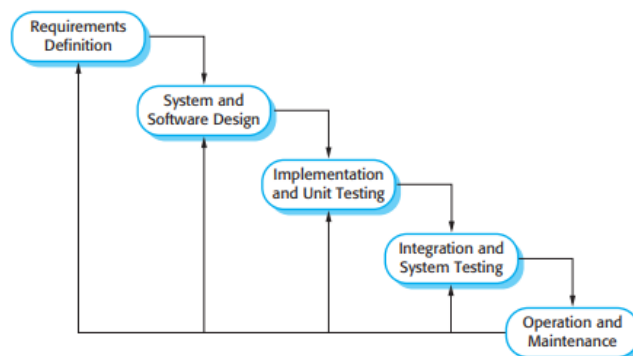 Requirements
Definition
System and
Software Design
Implementation
and Unit Testing
Integration and
System Testing
Operation and
Maintenance